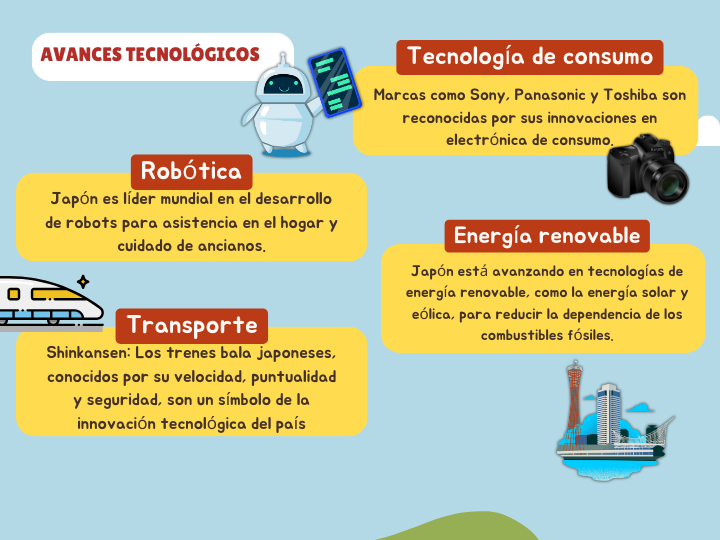 AVANCES TECNOLÓGICOS
Robótica
Japón es líder mundial en el desarrollo
de robots para asistencia en el hogar y
cuidado de ancianos.
Transporte
Shinkansen: Los trenes bala japoneses,
conocidos por su velocidad, puntualidad
y seguridad, son un símbolo de la
innovación tecnológica del país
Tecnología de consumo
Marcas como Sony, Panasonic y Toshiba son
reconocidas por sus innovaciones en
electrónica de consumo.
Energía renovable
Japón está avanzando en tecnologías de
energía renovable, como la energía solar y
eólica, para reducir la dependencia de los
combustibles fósiles.